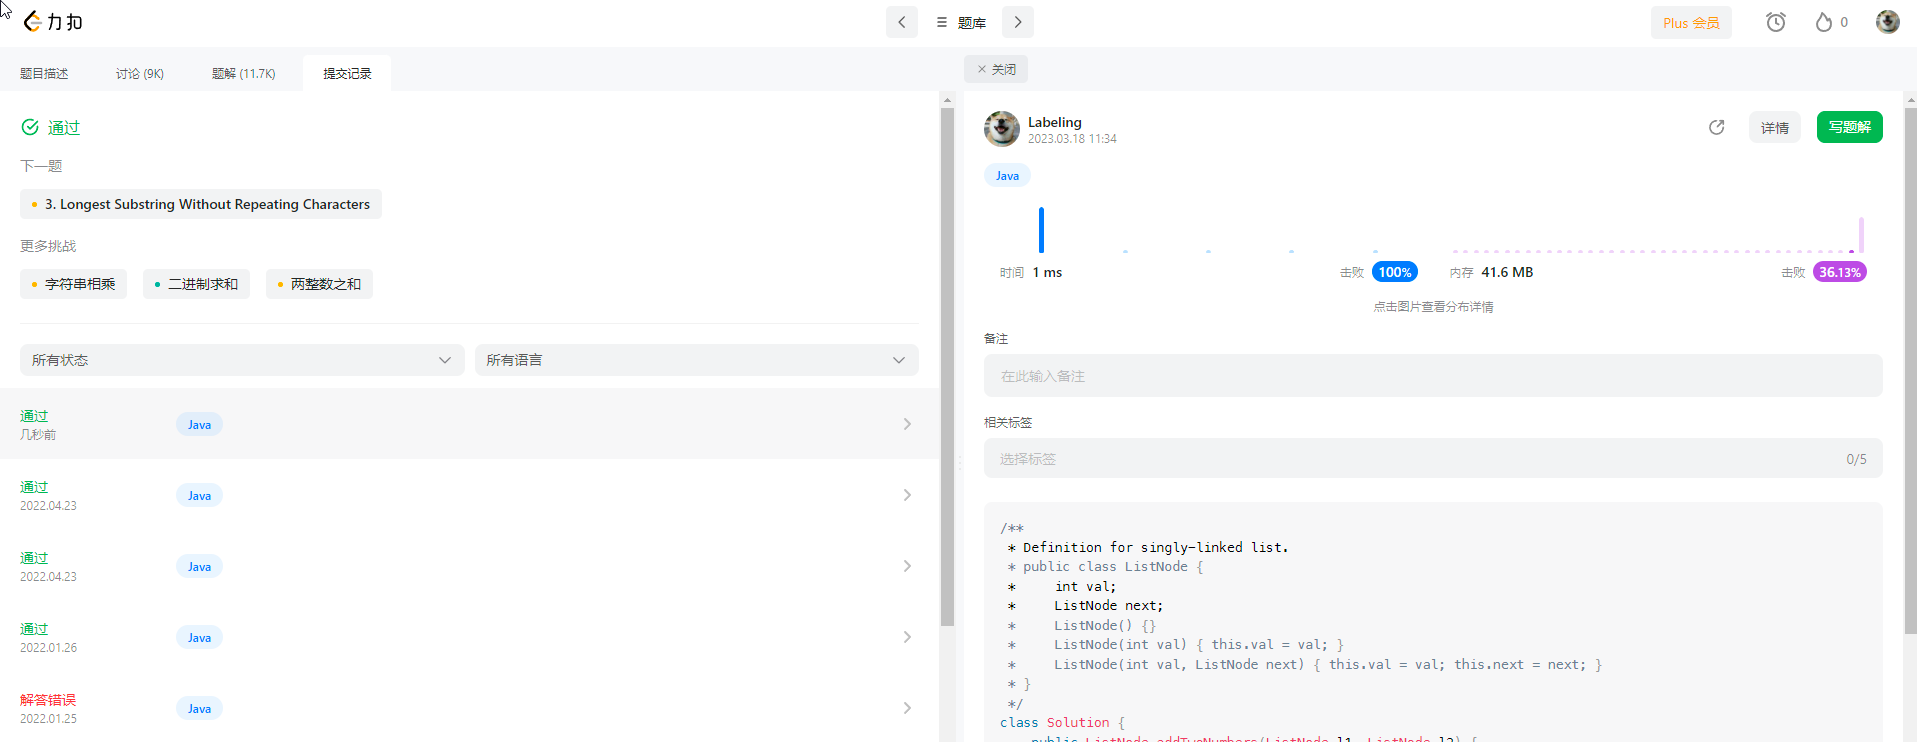 力扣
题库
Plus 会员
0
题目描述
讨论 (9K)
题解 (11.7K)
提交记录
通过
下一题
3. Longest Substring Without Repeating Characters
更多挑战
字符串相乘
二进制求和
两整数之和
所有状态
所有语言
通过
几秒前
Java
通过
2022.04.23
Java
通过
2022.04.23
Java
通过
2022.01.26
Java
解答错误
2022.01.25
Java
× 关闭
Labeling
2023.03.18 11:34
详情
写题解
Java
时间 1 ms
击败 100%
内存 41.6 MB
击败 36.13%
点击图片查看分布详情
备注
在此输入备注
相关标签
选择标签
0/5
/**
 * Definition for singly-linked list.
 * public class ListNode {
 *     int val;
 *     ListNode next;
 *     ListNode() {}
 *     ListNode(int val) { this.val = val; }
 *     ListNode(int val, ListNode next) { this.val = val; this.next = next; }
 * }
 */
class Solution {
    public ListNode addTwoNumbers(ListNode l1, ListNode l2) {